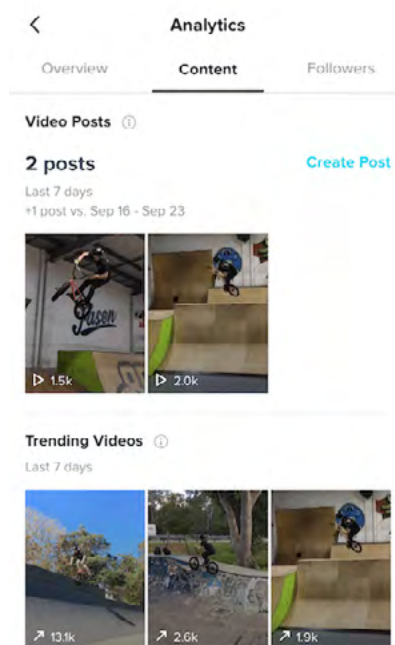 Analytics
Overview Content Followers
Video Posts
2 posts Create Post
Last 7 days
+1 post vs. Sep 16 - Sep 23
1.5k 2.0k
Trending Videos
Last 7 days
13.1k 2.6k 1.9k